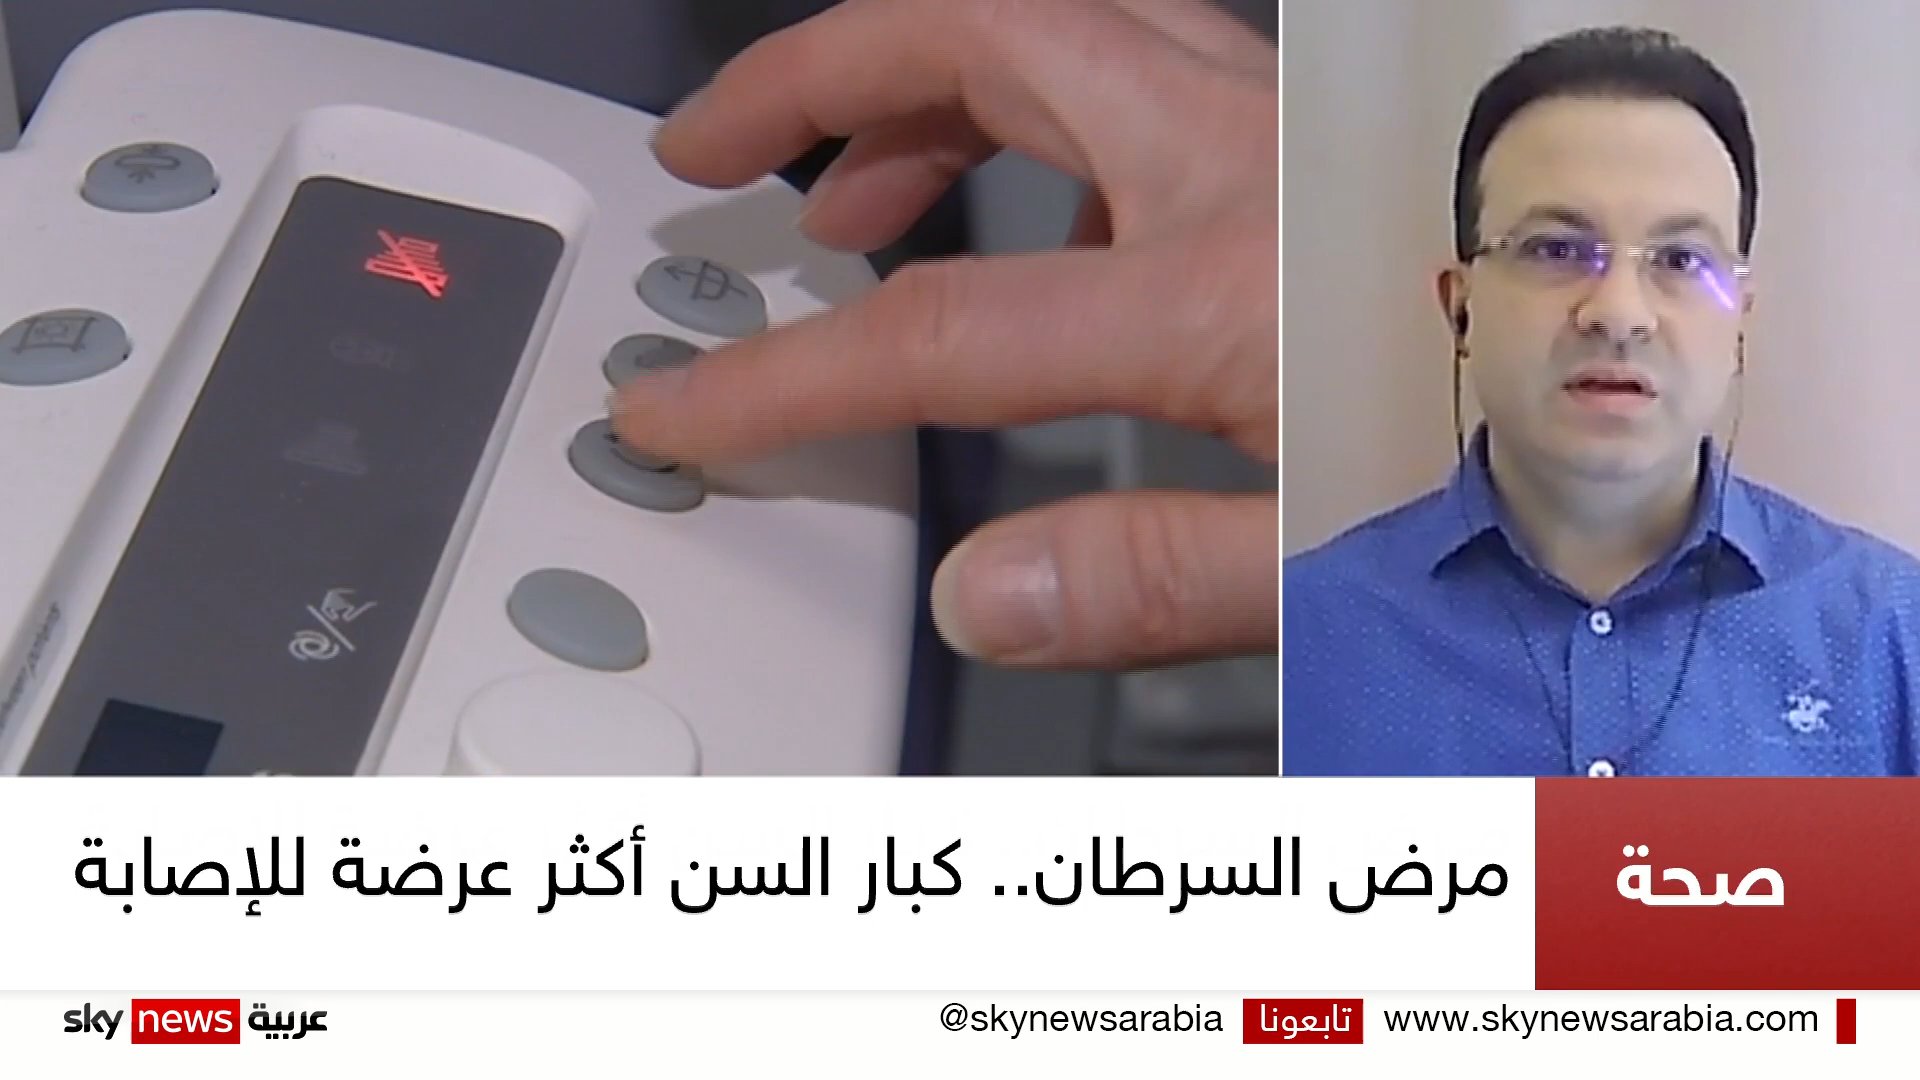 صحة
مرض السرطان.. كبار السن أكثر عرضة للإصابة
sky news عربية
@skynewsarabia تابعونا www.skynewsarabia.com